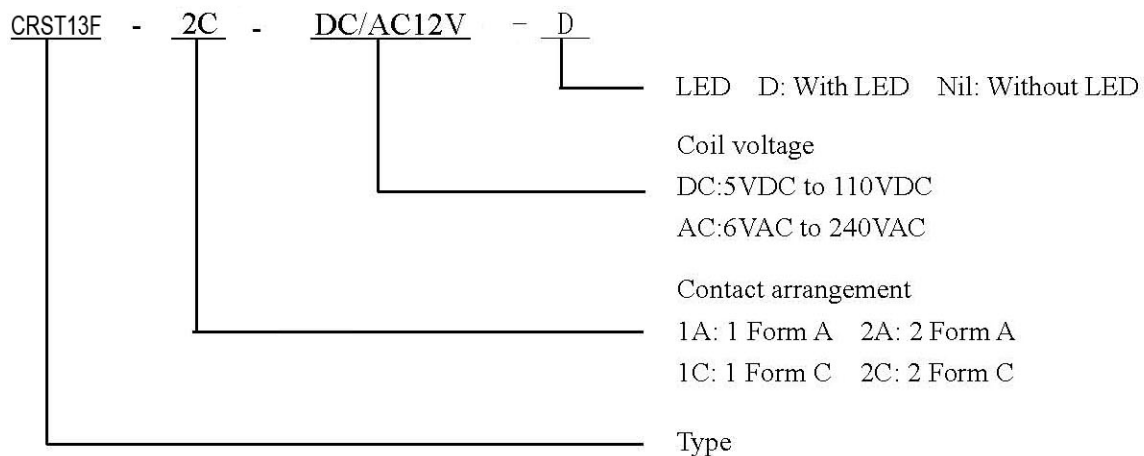 CRST13F - 2C - DC/AC12V - D
LED D: With LED Nil: Without LED
Coil voltage
DC:5VDC to 110VDC
AC:6VAC to 240VAC
Contact arrangement
1A: 1 Form A 2A: 2 Form A
1C: 1 Form C 2C: 2 Form C
Type